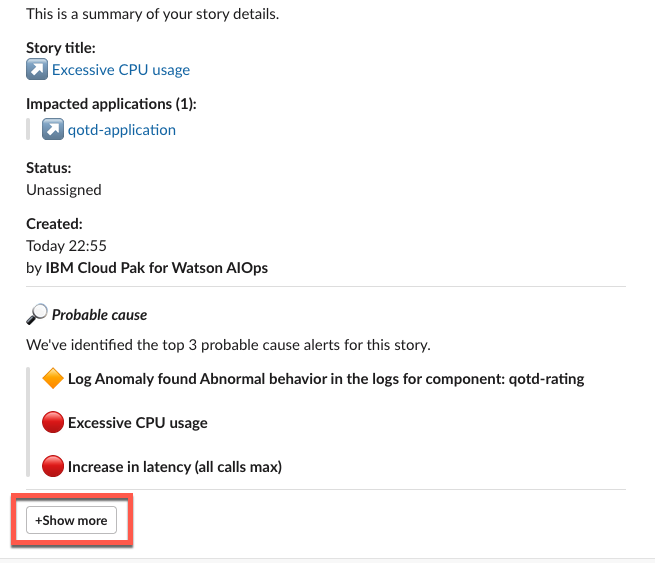 This is a summary of your story details.
Story title:
Excessive CPU usage
Impacted applications (1):
qotd-application
Status:
Unassigned
Created:
Today 22:55
by IBM Cloud Pak for Watson AIOps
Probable cause
We've identified the top 3 probable cause alerts for this story.
Log Anomaly found Abnormal behavior in the logs for component: qotd-rating
Excessive CPU usage
Increase in latency (all calls max)
+Show more